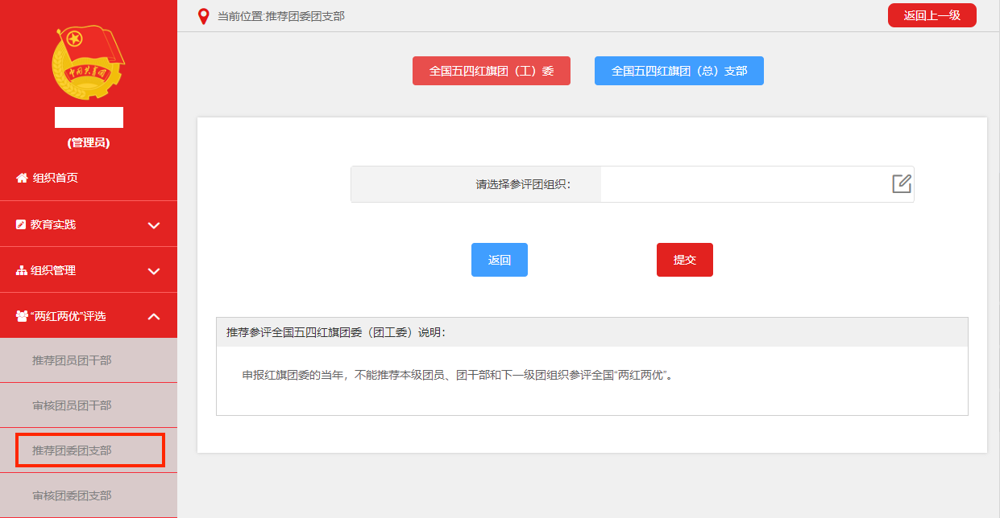 当前位置:推荐团委团支部
返回上一级
中国共青团
(管理员)
组织首页
教育实践
组织管理
“两红两优”评选
推荐团员团干部
审核团员团干部
推荐团委团支部
审核团委团支部
全国五四红旗团（工）委
全国五四红旗团（总）支部
请选择参评团组织：
返回
提交
推荐参评全国五四红旗团委（团工委）说明：
申报红旗团委的当年，不能推荐本级团员、团干部和下一级团组织参评全国“两红两优”。